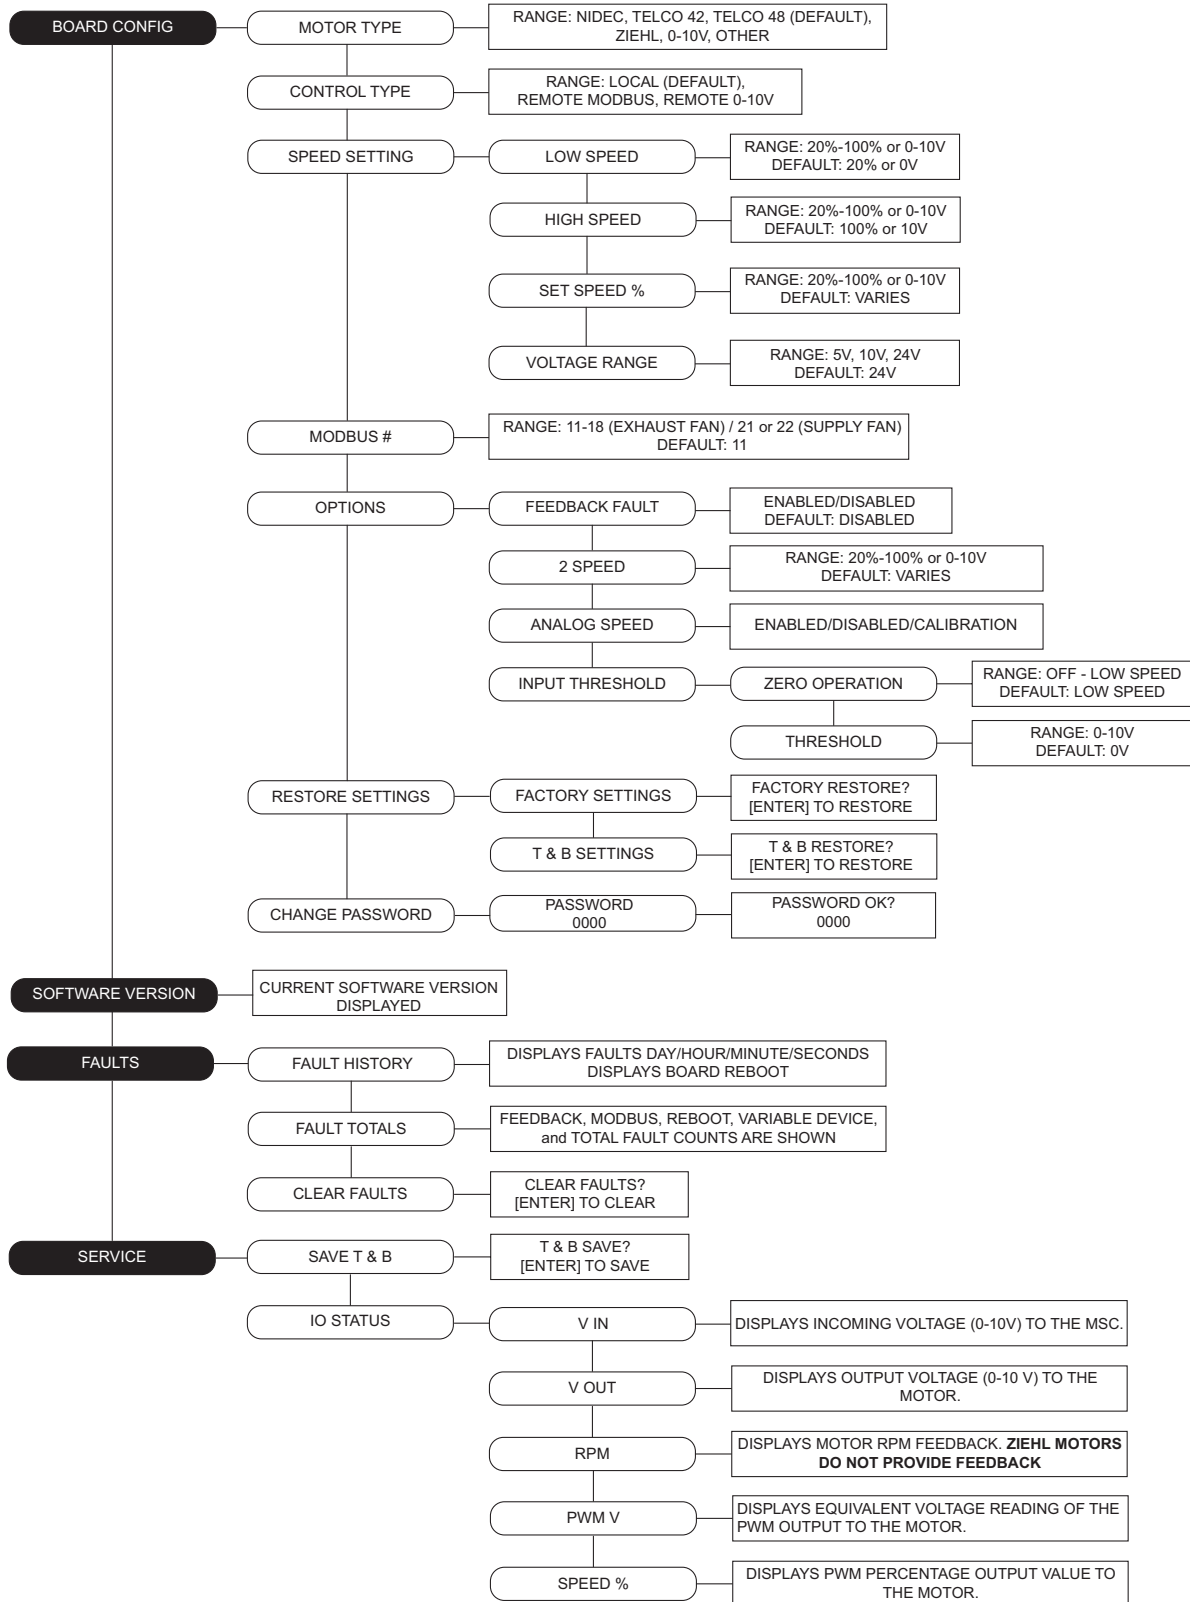 BOARD CONFIG
MOTOR TYPE
RANGE: NIDEC, TELCO 42, TELCO 48 (DEFAULT),
ZIEHL, 0-10V, OTHER
CONTROL TYPE
RANGE: LOCAL (DEFAULT),
REMOTE MODBUS, REMOTE 0-10V
SPEED SETTING
LOW SPEED
RANGE: 20%-100% or 0-10V
DEFAULT: 20% or 0V
HIGH SPEED
RANGE: 20%-100% or 0-10V
DEFAULT: 100% or 10V
SET SPEED %
RANGE: 20%-100% or 0-10V
DEFAULT: VARIES
VOLTAGE RANGE
RANGE: 5V, 10V, 24V
DEFAULT: 24V
MODBUS #
RANGE: 11-18 (EXHAUST FAN) / 21 or 22 (SUPPLY FAN)
DEFAULT: 11
OPTIONS
FEEDBACK FAULT
ENABLED/DISABLED
DEFAULT: DISABLED
2 SPEED
RANGE: 20%-100% or 0-10V
DEFAULT: VARIES
ANALOG SPEED
ENABLED/DISABLED/CALIBRATION
INPUT THRESHOLD
ZERO OPERATION
RANGE: OFF - LOW SPEED
DEFAULT: LOW SPEED
THRESHOLD
RANGE: 0-10V
DEFAULT: 0V
RESTORE SETTINGS
FACTORY SETTINGS
FACTORY RESTORE?
[ENTER] TO RESTORE
T & B SETTINGS
T & B RESTORE?
[ENTER] TO RESTORE
CHANGE PASSWORD
PASSWORD
0000
PASSWORD OK?
0000
SOFTWARE VERSION
CURRENT SOFTWARE VERSION
DISPLAYED
FAULTS
FAULT HISTORY
DISPLAYS FAULTS DAY/HOUR/MINUTE/SECONDS
DISPLAYS BOARD REBOOT
FAULT TOTALS
FEEDBACK, MODBUS, REBOOT, VARIABLE DEVICE,
and TOTAL FAULT COUNTS ARE SHOWN
CLEAR FAULTS
CLEAR FAULTS?
[ENTER] TO CLEAR
SERVICE
SAVE T & B
T & B SAVE?
[ENTER] TO SAVE
IO STATUS
V IN
DISPLAYS INCOMING VOLTAGE (0-10V) TO THE MSC.
V OUT
DISPLAYS OUTPUT VOLTAGE (0-10 V) TO THE
MOTOR.
RPM
DISPLAYS MOTOR RPM FEEDBACK. ZIEHL MOTORS
DO NOT PROVIDE FEEDBACK
PWM V
DISPLAYS EQUIVALENT VOLTAGE READING OF THE
PWM OUTPUT TO THE MOTOR.
SPEED %
DISPLAYS PWM PERCENTAGE OUTPUT VALUE TO
THE MOTOR.